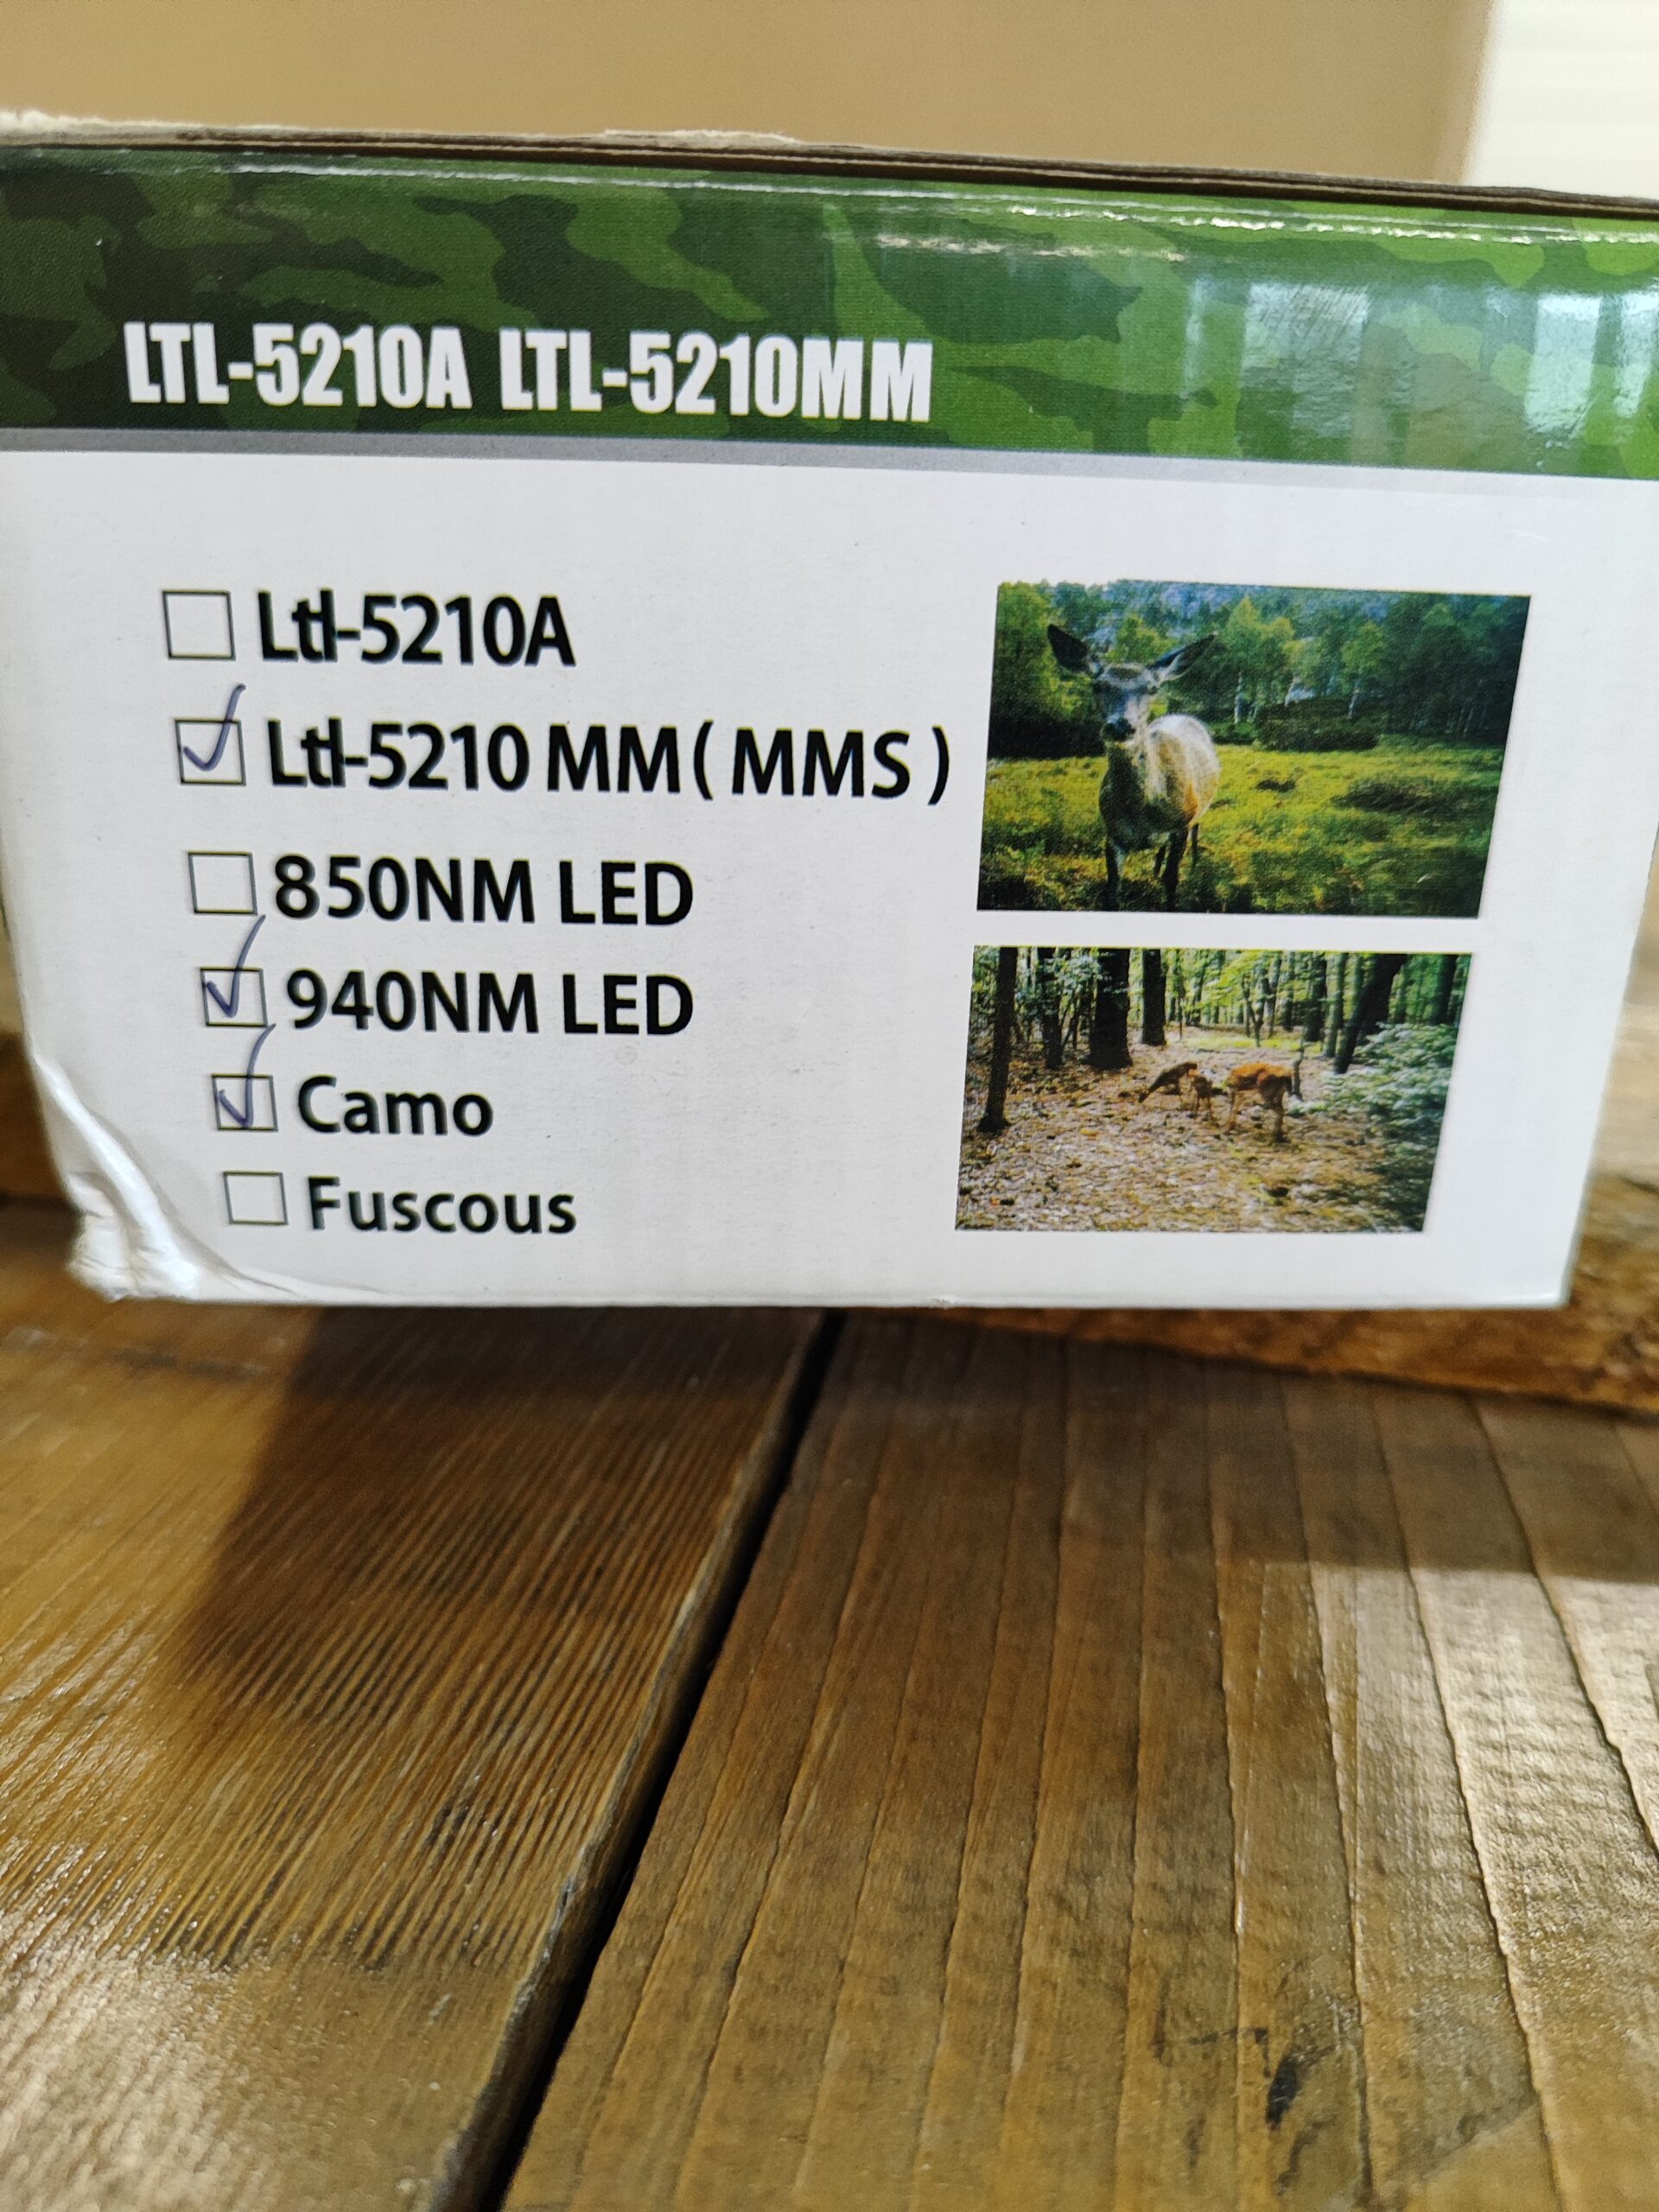 LTL-5210A LTL-5210MM
Ltl-5210A
Ltl-5210 MM( MMS )
850NM LED
940NM LED
Camo
Fuscous